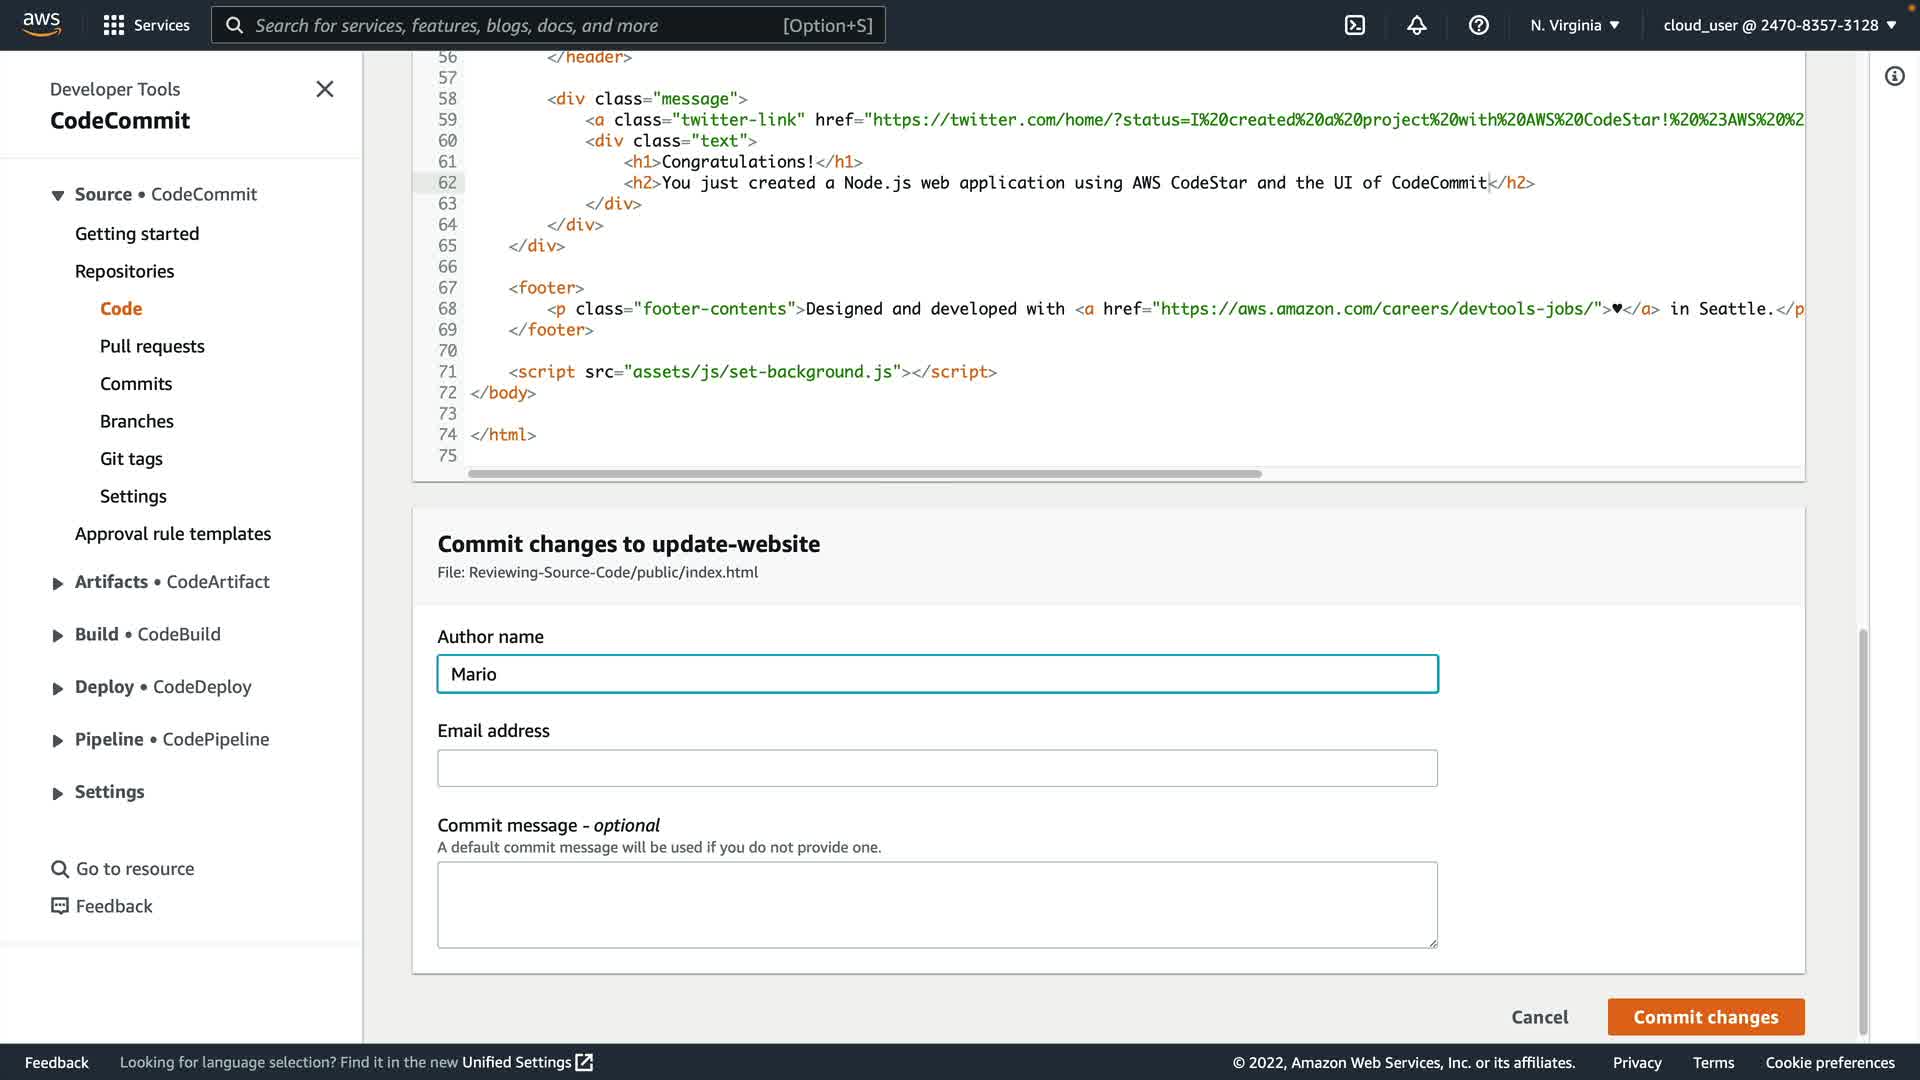 aws
Services
Search for services, features, blogs, docs, and more
[Option+S]
N. Virginia ▼
cloud_user @ 2470-8357-3128 ▼
Developer Tools
CodeCommit
Source • CodeCommit
Getting started
Repositories
Code
Pull requests
Commits
Branches
Git tags
Settings
Approval rule templates
Artifacts • CodeArtifact
Build • CodeBuild
Deploy • CodeDeploy
Pipeline • CodePipeline
Settings
Go to resource
Feedback
56 </header>
57
58 <div class="message">
59 <a class="twitter-link" href="https://twitter.com/home/?status=I%20created%20a%20project%20with%20AWS%20CodeStar!%20%23AWS%20%2
60 <div class="text">
61 <h1>Congratulations!</h1>
62 <h2>You just created a Node.js web application using AWS CodeStar and the UI of CodeCommit</h2>
63 </div>
64 </div>
65 </div>
66
67 <footer>
68 <p class="footer-contents">Designed and developed with <a href="https://aws.amazon.com/careers/devtools-jobs/">♥</a> in Seattle.</p
69 </footer>
70
71 <script src="assets/js/set-background.js"></script>
72 </body>
73
74 </html>
75
Commit changes to update-website
File: Reviewing-Source-Code/public/index.html
Author name
Mario
Email address
Commit message - optional
A default commit message will be used if you do not provide one.
Cancel
Commit changes
Feedback
Looking for language selection? Find it in the new Unified Settings
© 2022, Amazon Web Services, Inc. or its affiliates.
Privacy
Terms
Cookie preferences